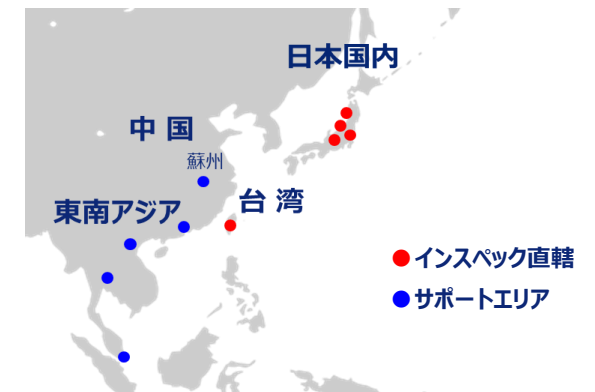 日本国内
中 国
蘇州
台 湾
東南アジア
インスペック直轄
サポートエリア